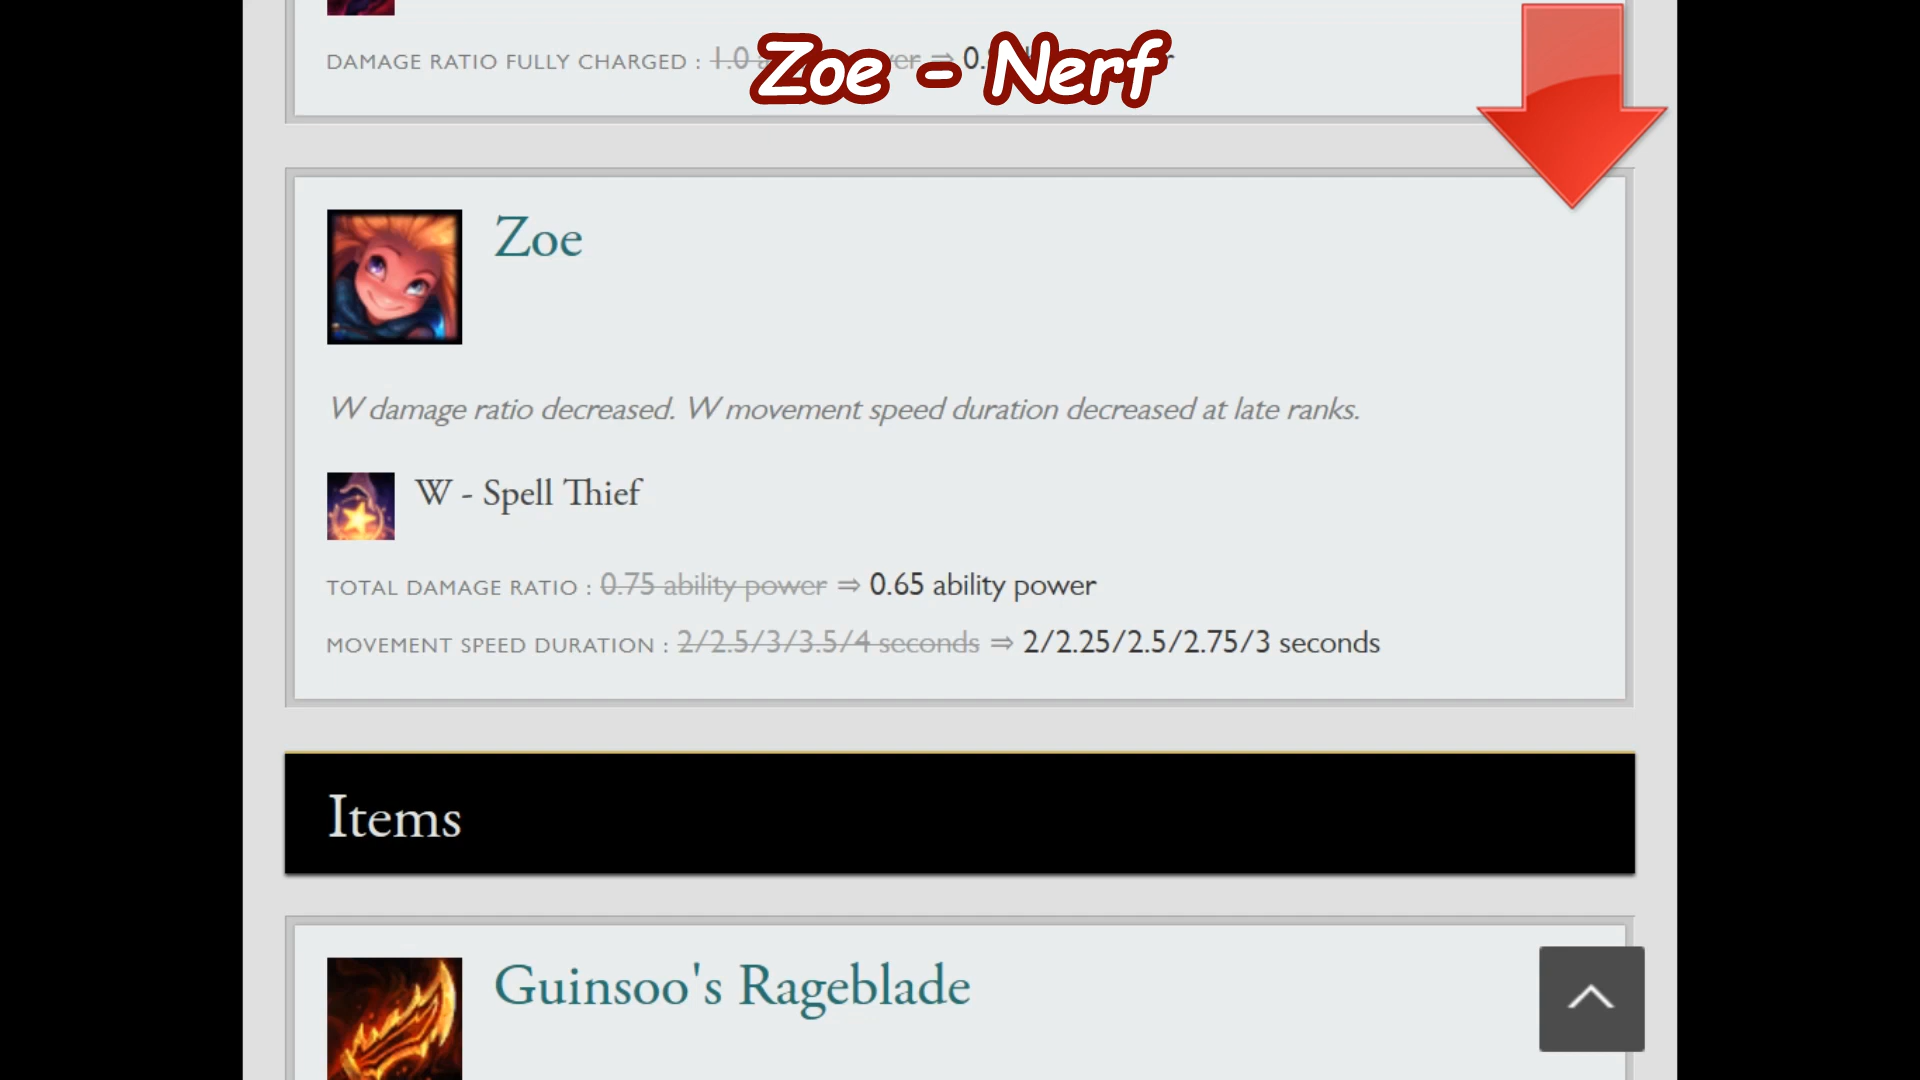 Zoe - Nerf
DAMAGE RATIO FULLY CHARGED : 1.0 ⇒
Zoe
W damage ratio decreased. W movement speed duration decreased at late ranks.
W - Spell Thief
TOTAL DAMAGE RATIO : 0.75 ability power ⇒ 0.65 ability power
MOVEMENT SPEED DURATION : 2/2.5/3/3.5/4 seconds ⇒ 2/2.25/2.5/2.75/3 seconds
Items
Guinsoo's Rageblade